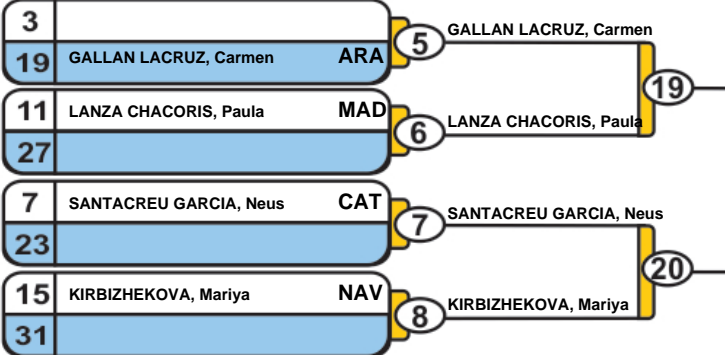 3
19 GALLAN LACRUZ, Carmen ARA
5 GALLAN LACRUZ, Carmen
11 LANZA CHACORIS, Paula MAD
27
6 LANZA CHACORIS, Paula
19
7 SANTACREU GARCIA, Neus CAT
23
7 SANTACREU GARCIA, Neus
15 KIRBIZHEKOVA, Mariya NAV
31
8 KIRBIZHEKOVA, Mariya
20